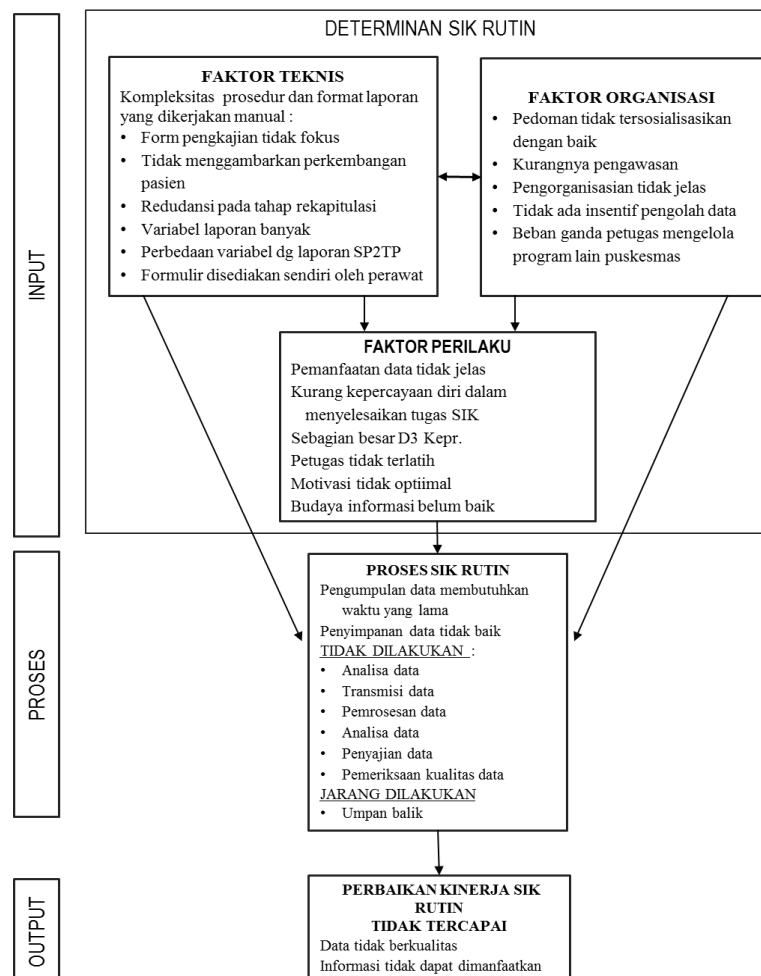 DETERMINAN SIK RUTIN
INPUT
FAKTOR TEKNIS
Kompleksitas prosedur dan format laporan
yang dikerjakan manual :
• Form pengkajian tidak fokus
• Tidak menggambarkan perkembangan
pasien
• Redudansi pada tahap rekapitulasi
• Variabel laporan banyak
• Perbedaan variabel dg laporan SP2TP
• Formulir disediakan sendiri oleh perawat
FAKTOR ORGANISASI
• Pedoman tidak tersosialisasikan
dengan baik
• Kurangnya pengawasan
• Pengorganisasian tidak jelas
• Tidak ada insentif pengolah data
• Beban ganda petugas mengelola
program lain puskesmas
FAKTOR PERILAKU
Pemanfaatan data tidak jelas
Kurang kepercayaan diri dalam
menyelesaikan tugas SIK
Sebagian besar D3 Kepr.
Petugas tidak terlatih
Motivasi tidak optiimal
Budaya informasi belum baik
PROSES
PROSES SIK RUTIN
Pengumpulan data membutuhkan
waktu yang lama
Penyimpanan data tidak baik
TIDAK DILAKUKAN :
• Analisa data
• Transmisi data
• Pemrosesan data
• Analisa data
• Penyajian data
• Pemeriksaan kualitas data
JARANG DILAKUKAN
• Umpan balik
OUTPUT
PERBAIKAN KINERJA SIK
RUTIN
TIDAK TERCAPAI
Data tidak berkualitas
Informasi tidak dapat dimanfaatkan